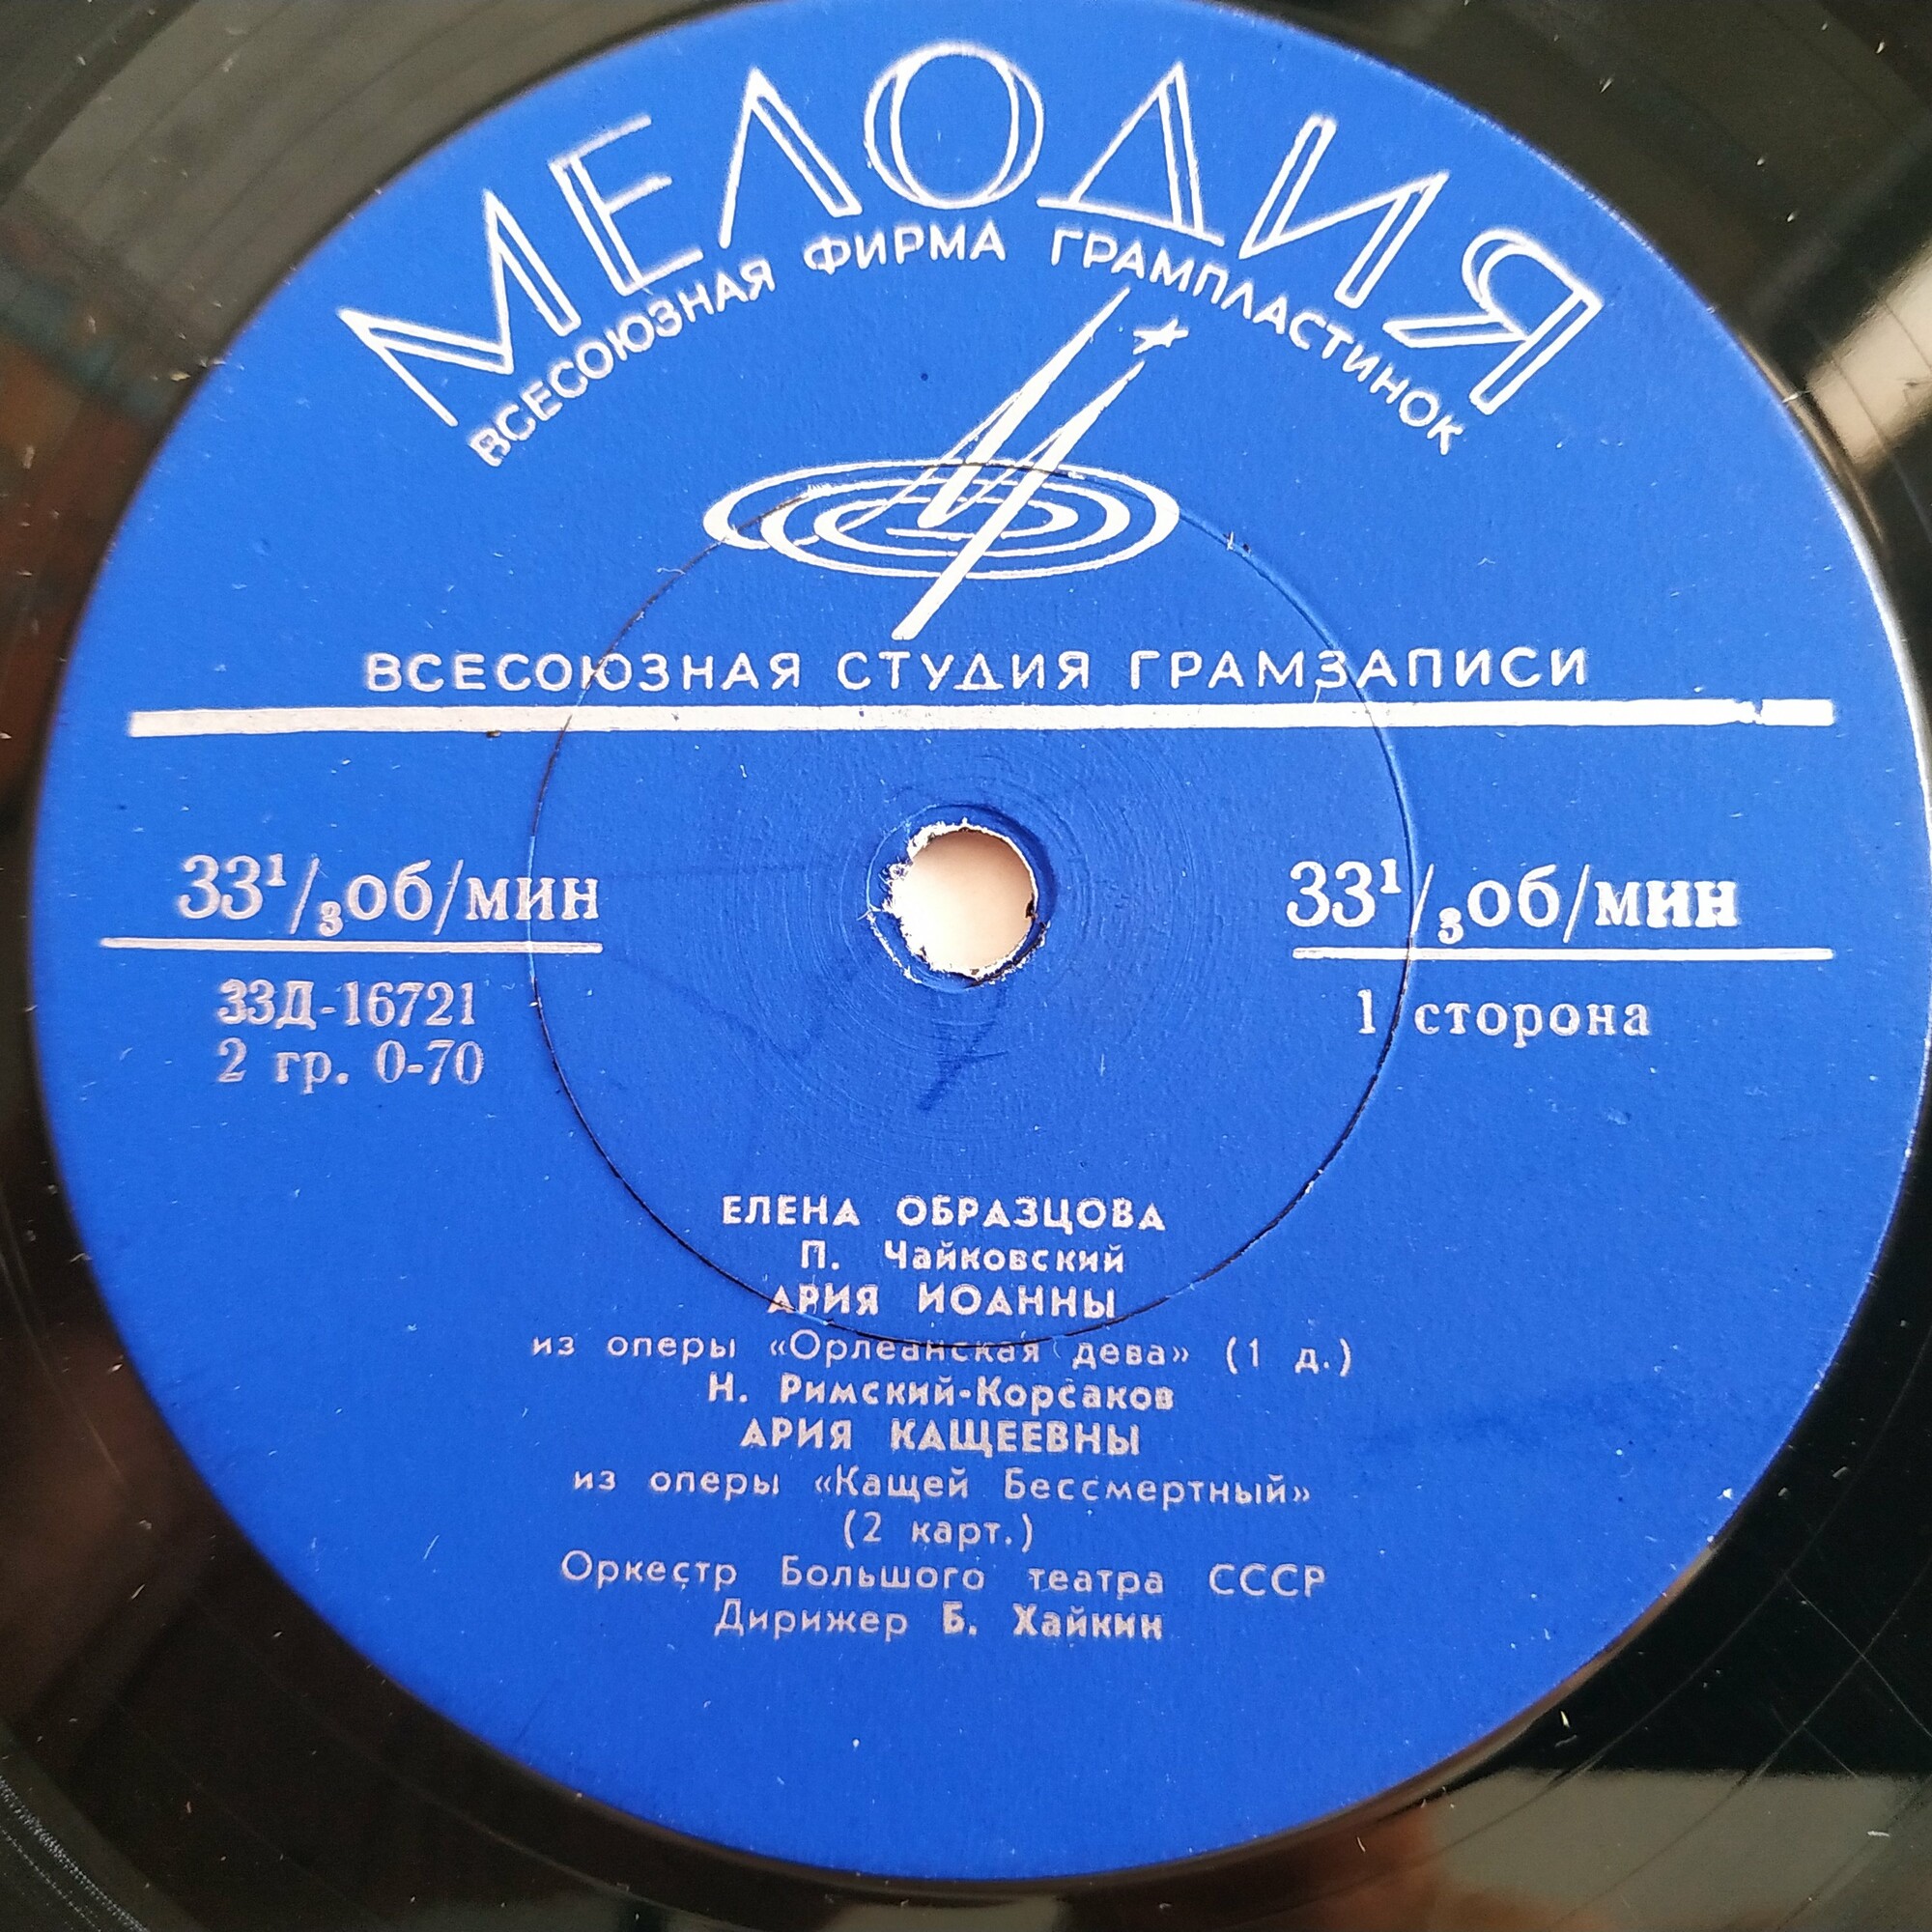 МЕЛОДИЯ
ВСЕСОЮЗНАЯ ФИРМА ГРАМПЛАСТИНОК
ВСЕСОЮЗНАЯ СТУДИЯ ГРАМЗАПИСИ
33¹/₃об/мин
33Д-16721
2 гр. 0-70
33¹/₃об/мин
1 сторона
ЕЛЕНА ОБРАЗЦОВА
П. Чайковский
АРИЯ ИОАННЫ
из оперы «Орлеанская дева» (1 д.)
Н. Римский-Корсаков
АРИЯ КАЩЕЕВНЫ
из оперы «Кащей Бессмертный»
(2 карт.)
Оркестр Большого театра СССР
Дирижер Б. Хайкин